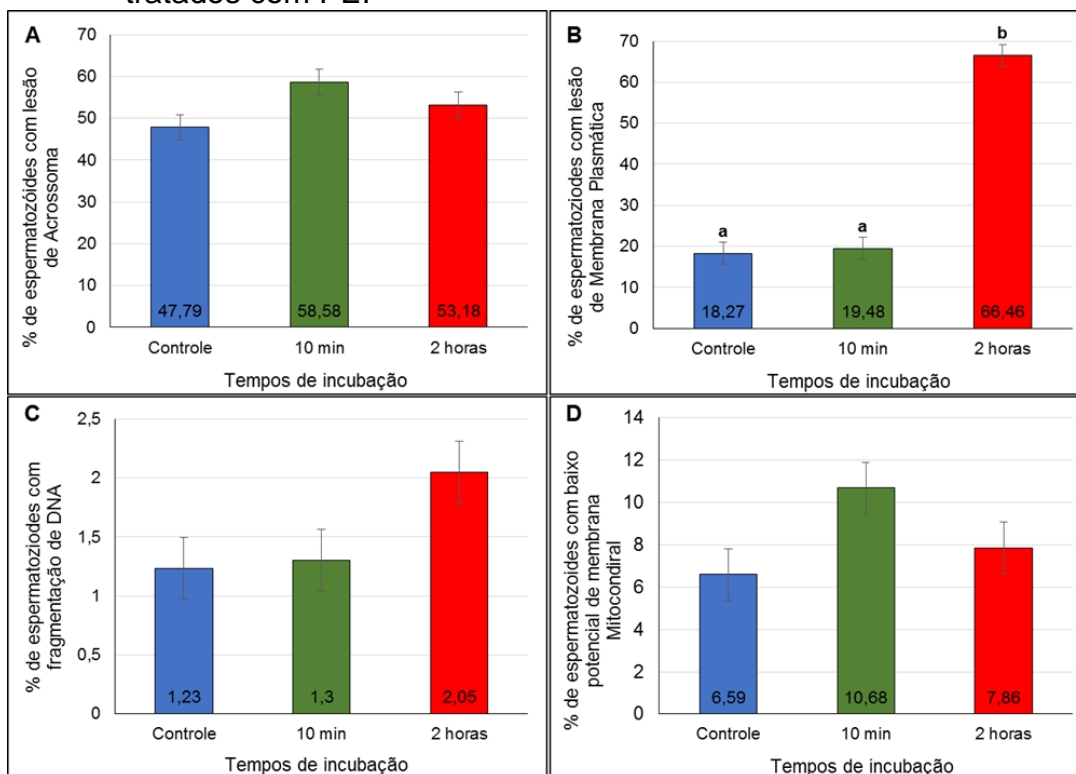 tratados com
A
% de espermatozóides com lesão
de Acrossoma
70
60
50
40
30
20
10
0
47,79
58,58
53,18
Controle
10 min
2 horas
Tempos de incubação
B
% de espermatoziodes com lesão
de Membrana Plasmática
70
60
50
40
30
20
10
0
a
a
b
18,27
19,48
66,46
Controle
10 min
2 horas
Tempos de incubação
C
% de espermatoziodes com
fragmentação de DNA
2,5
2
1,5
1
0,5
0
1,23
1,3
2,05
Controle
10 min
2 horas
Tempos de incubação
D
% de espermatozoides com baixo
potencial de membrana
Mitocondiral
14
12
10
8
6
4
2
0
6,59
10,68
7,86
Controle
10 min
2 horas
Tempos de incubação